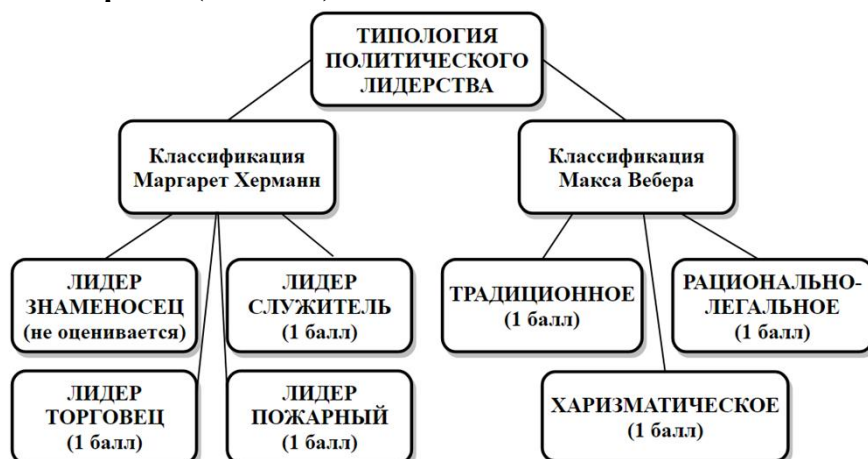 ТИПОЛОГИЯ
ПОЛИТИЧЕСКОГО
ЛИДЕРСТВА
Классификация
Маргарет Херманн
Классификация
Макса Вебера
ЛИДЕР
ЗНАМЕНОСЕЦ
(не оценивается)
ЛИДЕР
СЛУЖИТЕЛЬ
(1 балл)
ТРАДИЦИОННОЕ
(1 балл)
РАЦИОНАЛЬНО-
ЛЕГАЛЬНОЕ
(1 балл)
ЛИДЕР
ТОРГОВЕЦ
(1 балл)
ЛИДЕР
ПОЖАРНЫЙ
(1 балл)
ХАРИЗМАТИЧЕСКОЕ
(1 балл)